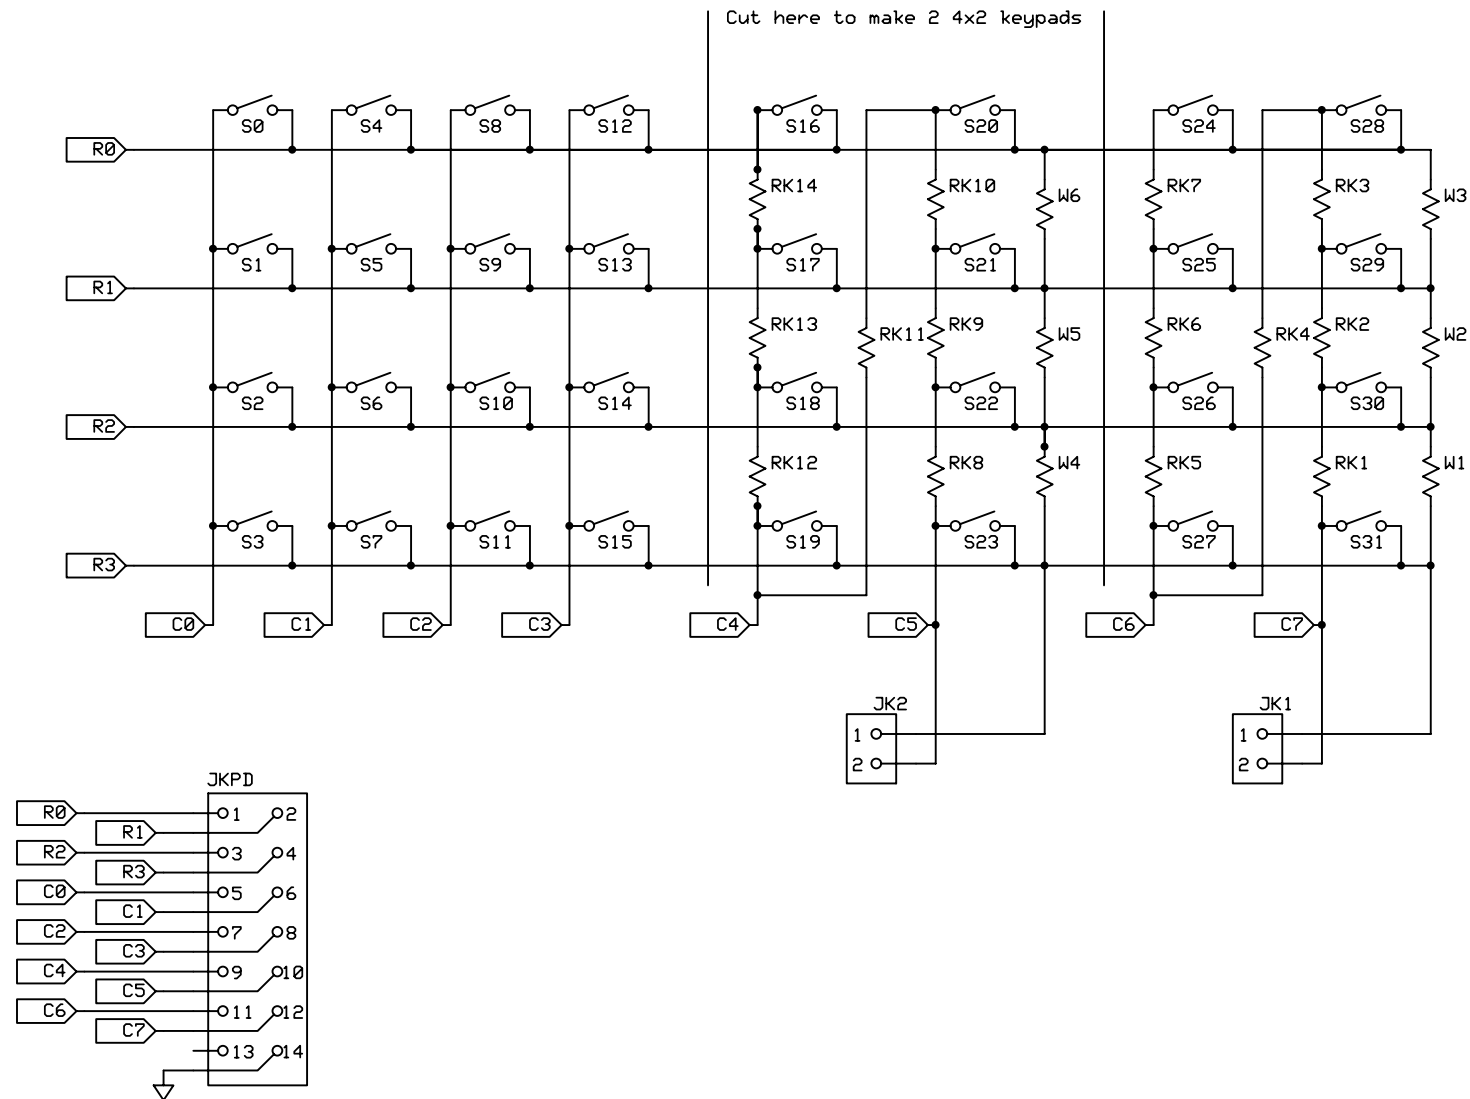 Cut here to make 2 4x2 keypads
S0 S4 S8 S12 S16 S20 S24 S28
R0
RK14 RK10 W6 RK7 RK3 W3
S1 S5 S9 S13 S17 S21 S25 S29
R1
RK13 RK11 RK9 W5 RK6 RK4 RK2 W2
S2 S6 S10 S14 S18 S22 S26 S30
R2
RK12 RK8 W4 RK5 RK1 W1
S3 S7 S11 S15 S19 S23 S27 S31
R3
C0 C1 C2 C3 C4 C5 C6 C7
JK2 JK1
1 1
2 2
JKPD
R0 1 2
R1
R2 3 4
R3
C0 5 6
C1
C2 7 8
C3
C4 9 10
C5
C6 11 12
C7
13 14